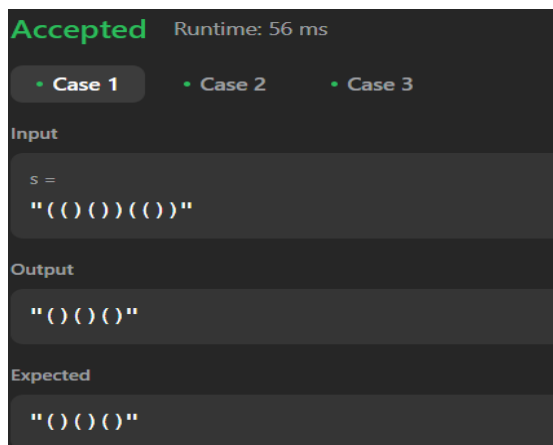 Accepted Runtime: 56 ms
• Case 1 • Case 2 • Case 3
Input
s =
"(()())(())"
Output
"()()()"
Expected
"()()()"